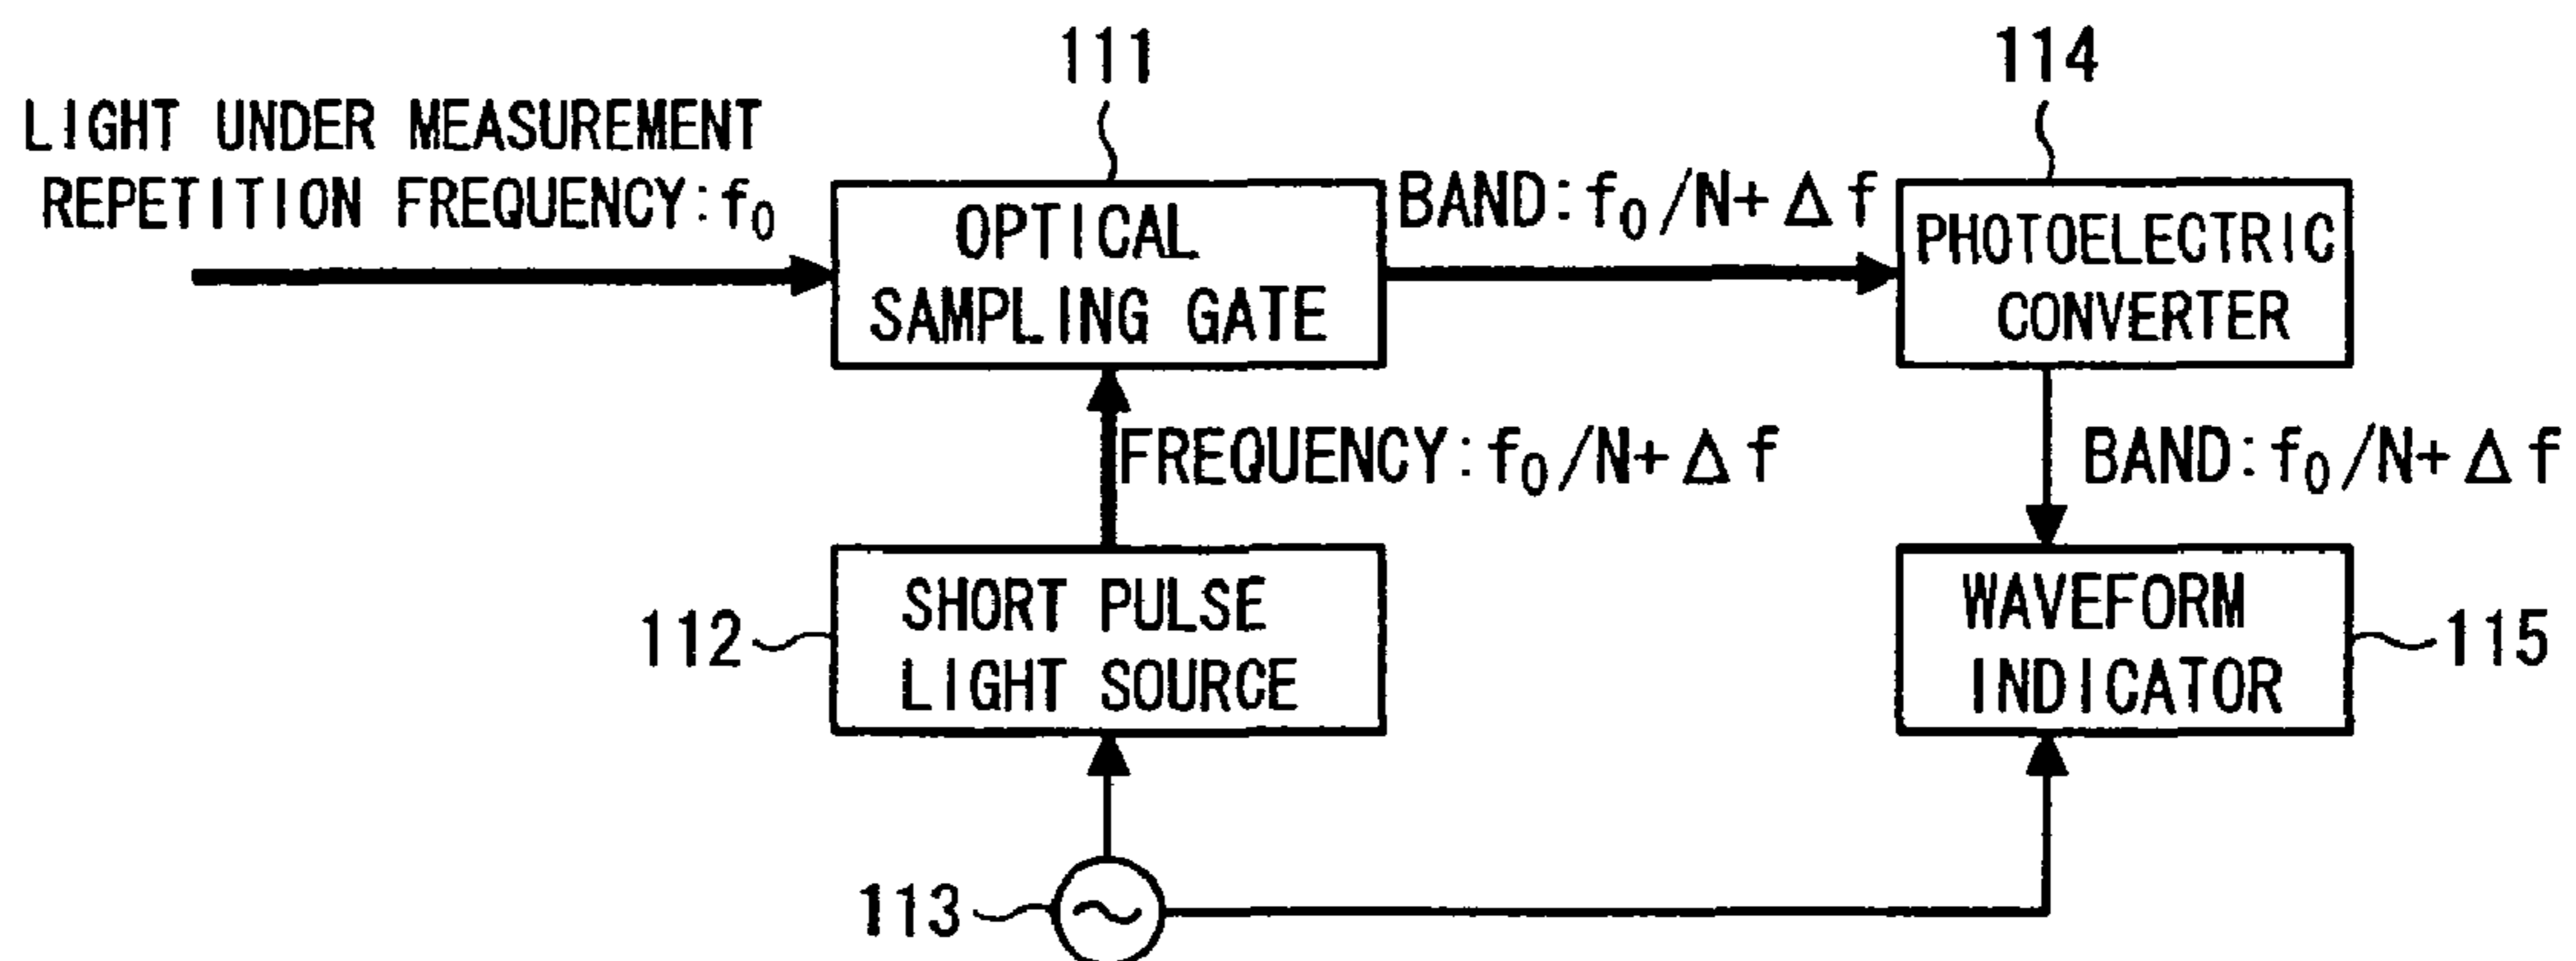 111
114
LIGHT UNDER MEASUREMENT
REPETITION FREQUENCY:f₀
OPTICAL
SAMPLING GATE
BAND:f₀/N+Δf
PHOTOELECTRIC
CONVERTER
FREQUENCY:f₀/N+Δf
BAND:f₀/N+Δf
112
SHORT PULSE
LIGHT SOURCE
WAVEFORM
INDICATOR
115
113
~